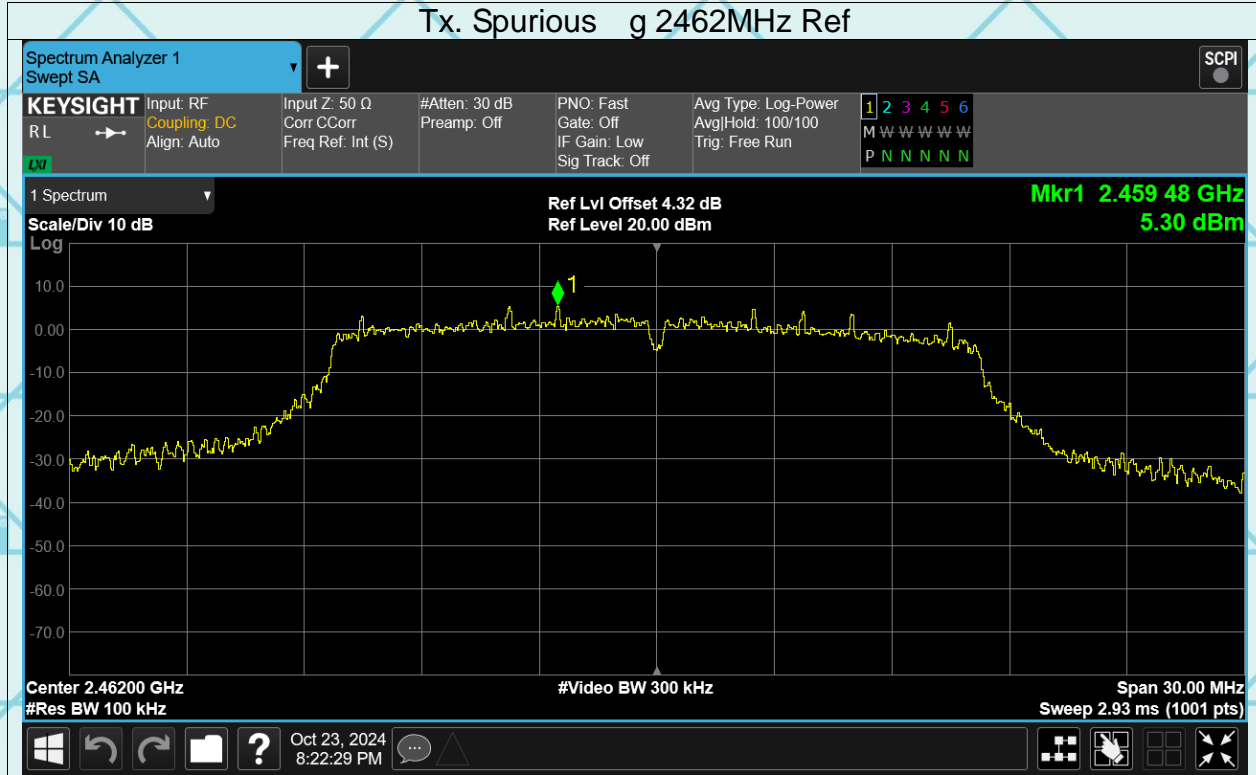 Tx. Spurious g 2462MHz Ref
Spectrum Analyzer 1
Swept SA
SCPI
KEYSIGHT
R L
LXI
Input: RF
Coupling: DC
Align: Auto
Input Z: 50 Ω
Corr CCorr
Freq Ref: Int (S)
#Atten: 30 dB
Preamp: Off
PNO: Fast
Gate: Off
IF Gain: Low
Sig Track: Off
Avg Type: Log-Power
Avg|Hold: 100/100
Trig: Free Run
1 2 3 4 5 6
M W W W W W
P N N N N N
1 Spectrum
Scale/Div 10 dB
Ref Lvl Offset 4.32 dB
Ref Level 20.00 dBm
Mkr1 2.459 48 GHz
5.30 dBm
Log
1
10.0
0.00
-10.0
-20.0
-30.0
-40.0
-50.0
-60.0
-70.0
Center 2.46200 GHz
#Res BW 100 kHz
#Video BW 300 kHz
Span 30.00 MHz
Sweep 2.93 ms (1001 pts)
?
Oct 23, 2024
8:22:29 PM